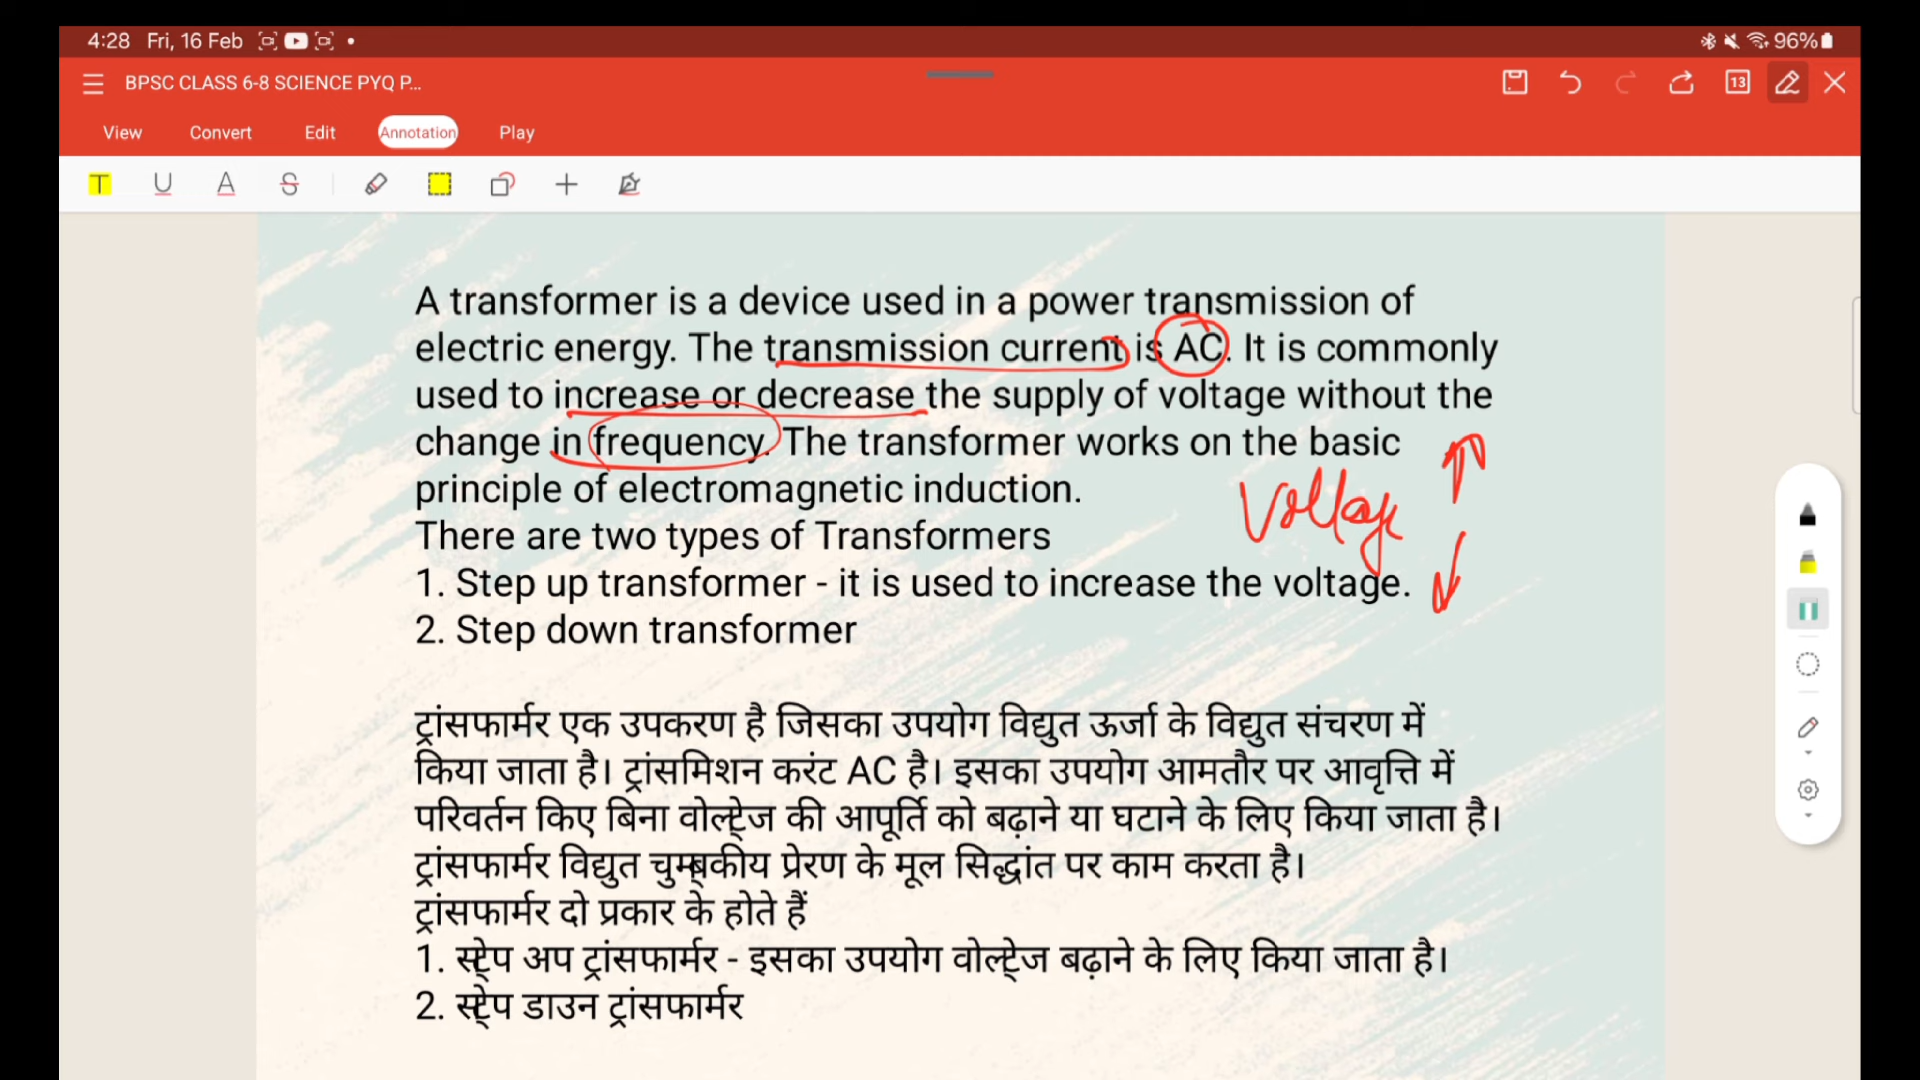 4:28 Fri, 16 Feb 96%
BPSC CLASS 6-8 SCIENCE PYQ P... 13
View Convert Edit Annotation Play
T U A S
A transformer is a device used in a power transmission of
electric energy. The transmission current is AC. It is commonly
used to increase or decrease the supply of voltage without the
change in frequency. The transformer works on the basic
principle of electromagnetic induction.
Voltage
There are two types of Transformers
1. Step up transformer - it is used to increase the voltage.
2. Step down transformer
ट्रांसफार्मर एक उपकरण है जिसका उपयोग विद्युत ऊर्जा के विद्युत संचरण में
किया जाता है। ट्रांसमिशन करंट AC है। इसका उपयोग आमतौर पर आवृत्ति में
परिवर्तन किए बिना वोल्टेज की आपूर्ति को बढ़ाने या घटाने के लिए किया जाता है।
ट्रांसफार्मर विद्युत चुम्बकीय प्रेरण के मूल सिद्धांत पर काम करता है।
ट्रांसफार्मर दो प्रकार के होते हैं
1. स्टेप अप ट्रांसफार्मर - इसका उपयोग वोल्टेज बढ़ाने के लिए किया जाता है।
2. स्टेप डाउन ट्रांसफार्मर